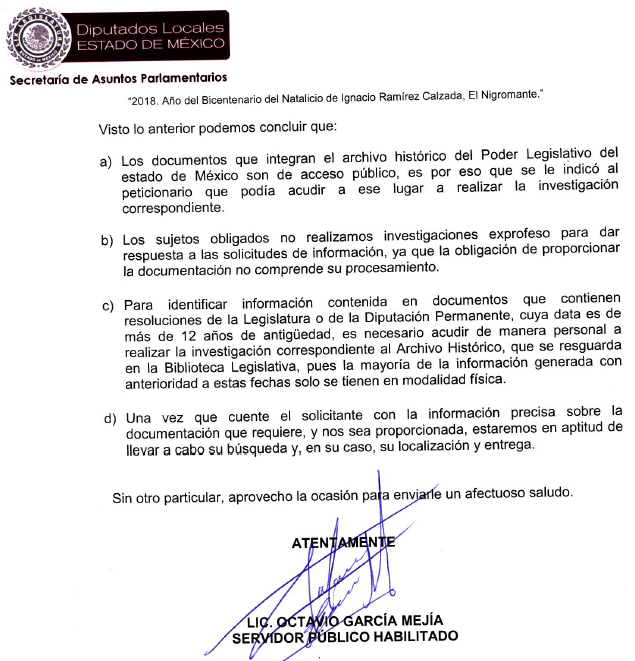 Diputados Locales
ESTADO DE MÉXICO
Secretaría de Asuntos Parlamentarios
"2018. Año del Bicentenario del Natalicio de Ignacio Ramírez Calzada, El Nigromante."
Visto lo anterior podemos concluir que:
a) Los documentos que integran el archivo histórico del Poder Legislativo del
estado de México son de acceso público, es por eso que se le indicó al
peticionario que podía acudir a ese lugar a realizar la investigación
correspondiente.
b) Los sujetos obligados no realizamos investigaciones exprofeso para dar
respuesta a las solicitudes de información, ya que la obligación de proporcionar
la documentación no comprende su procesamiento.
c) Para identificar información contenida en documentos que contienen
resoluciones de la Legislatura o de la Diputación Permanente, cuya data es de
más de 12 años de antigüedad, es necesario acudir de manera personal a
realizar la investigación correspondiente al Archivo Histórico, que se resguarda
en la Biblioteca Legislativa, pues la mayoría de la información generada con
anterioridad a estas fechas solo se tienen en modalidad física.
d) Una vez que cuente el solicitante con la información precisa sobre la
documentación que requiere, y nos sea proporcionada, estaremos en aptitud de
llevar a cabo su búsqueda y, en su caso, su localización y entrega.
Sin otro particular, aprovecho la ocasión para enviarle un afectuoso saludo.
ATENTAMENTE
LIC. OCTAVIO GARCÍA MEJÍA
SERVIDOR PÚBLICO HABILITADO